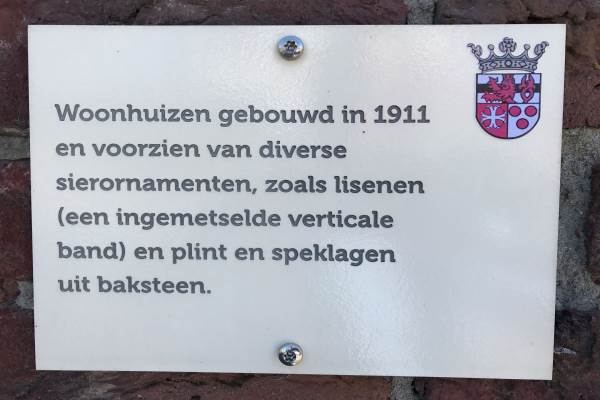 Woonhuizen gebouwd in 1911
en voorzien van diverse
sierornamenten, zoals lisenen
(een ingemetselde verticale
band) en plint en speklagen
uit baksteen.